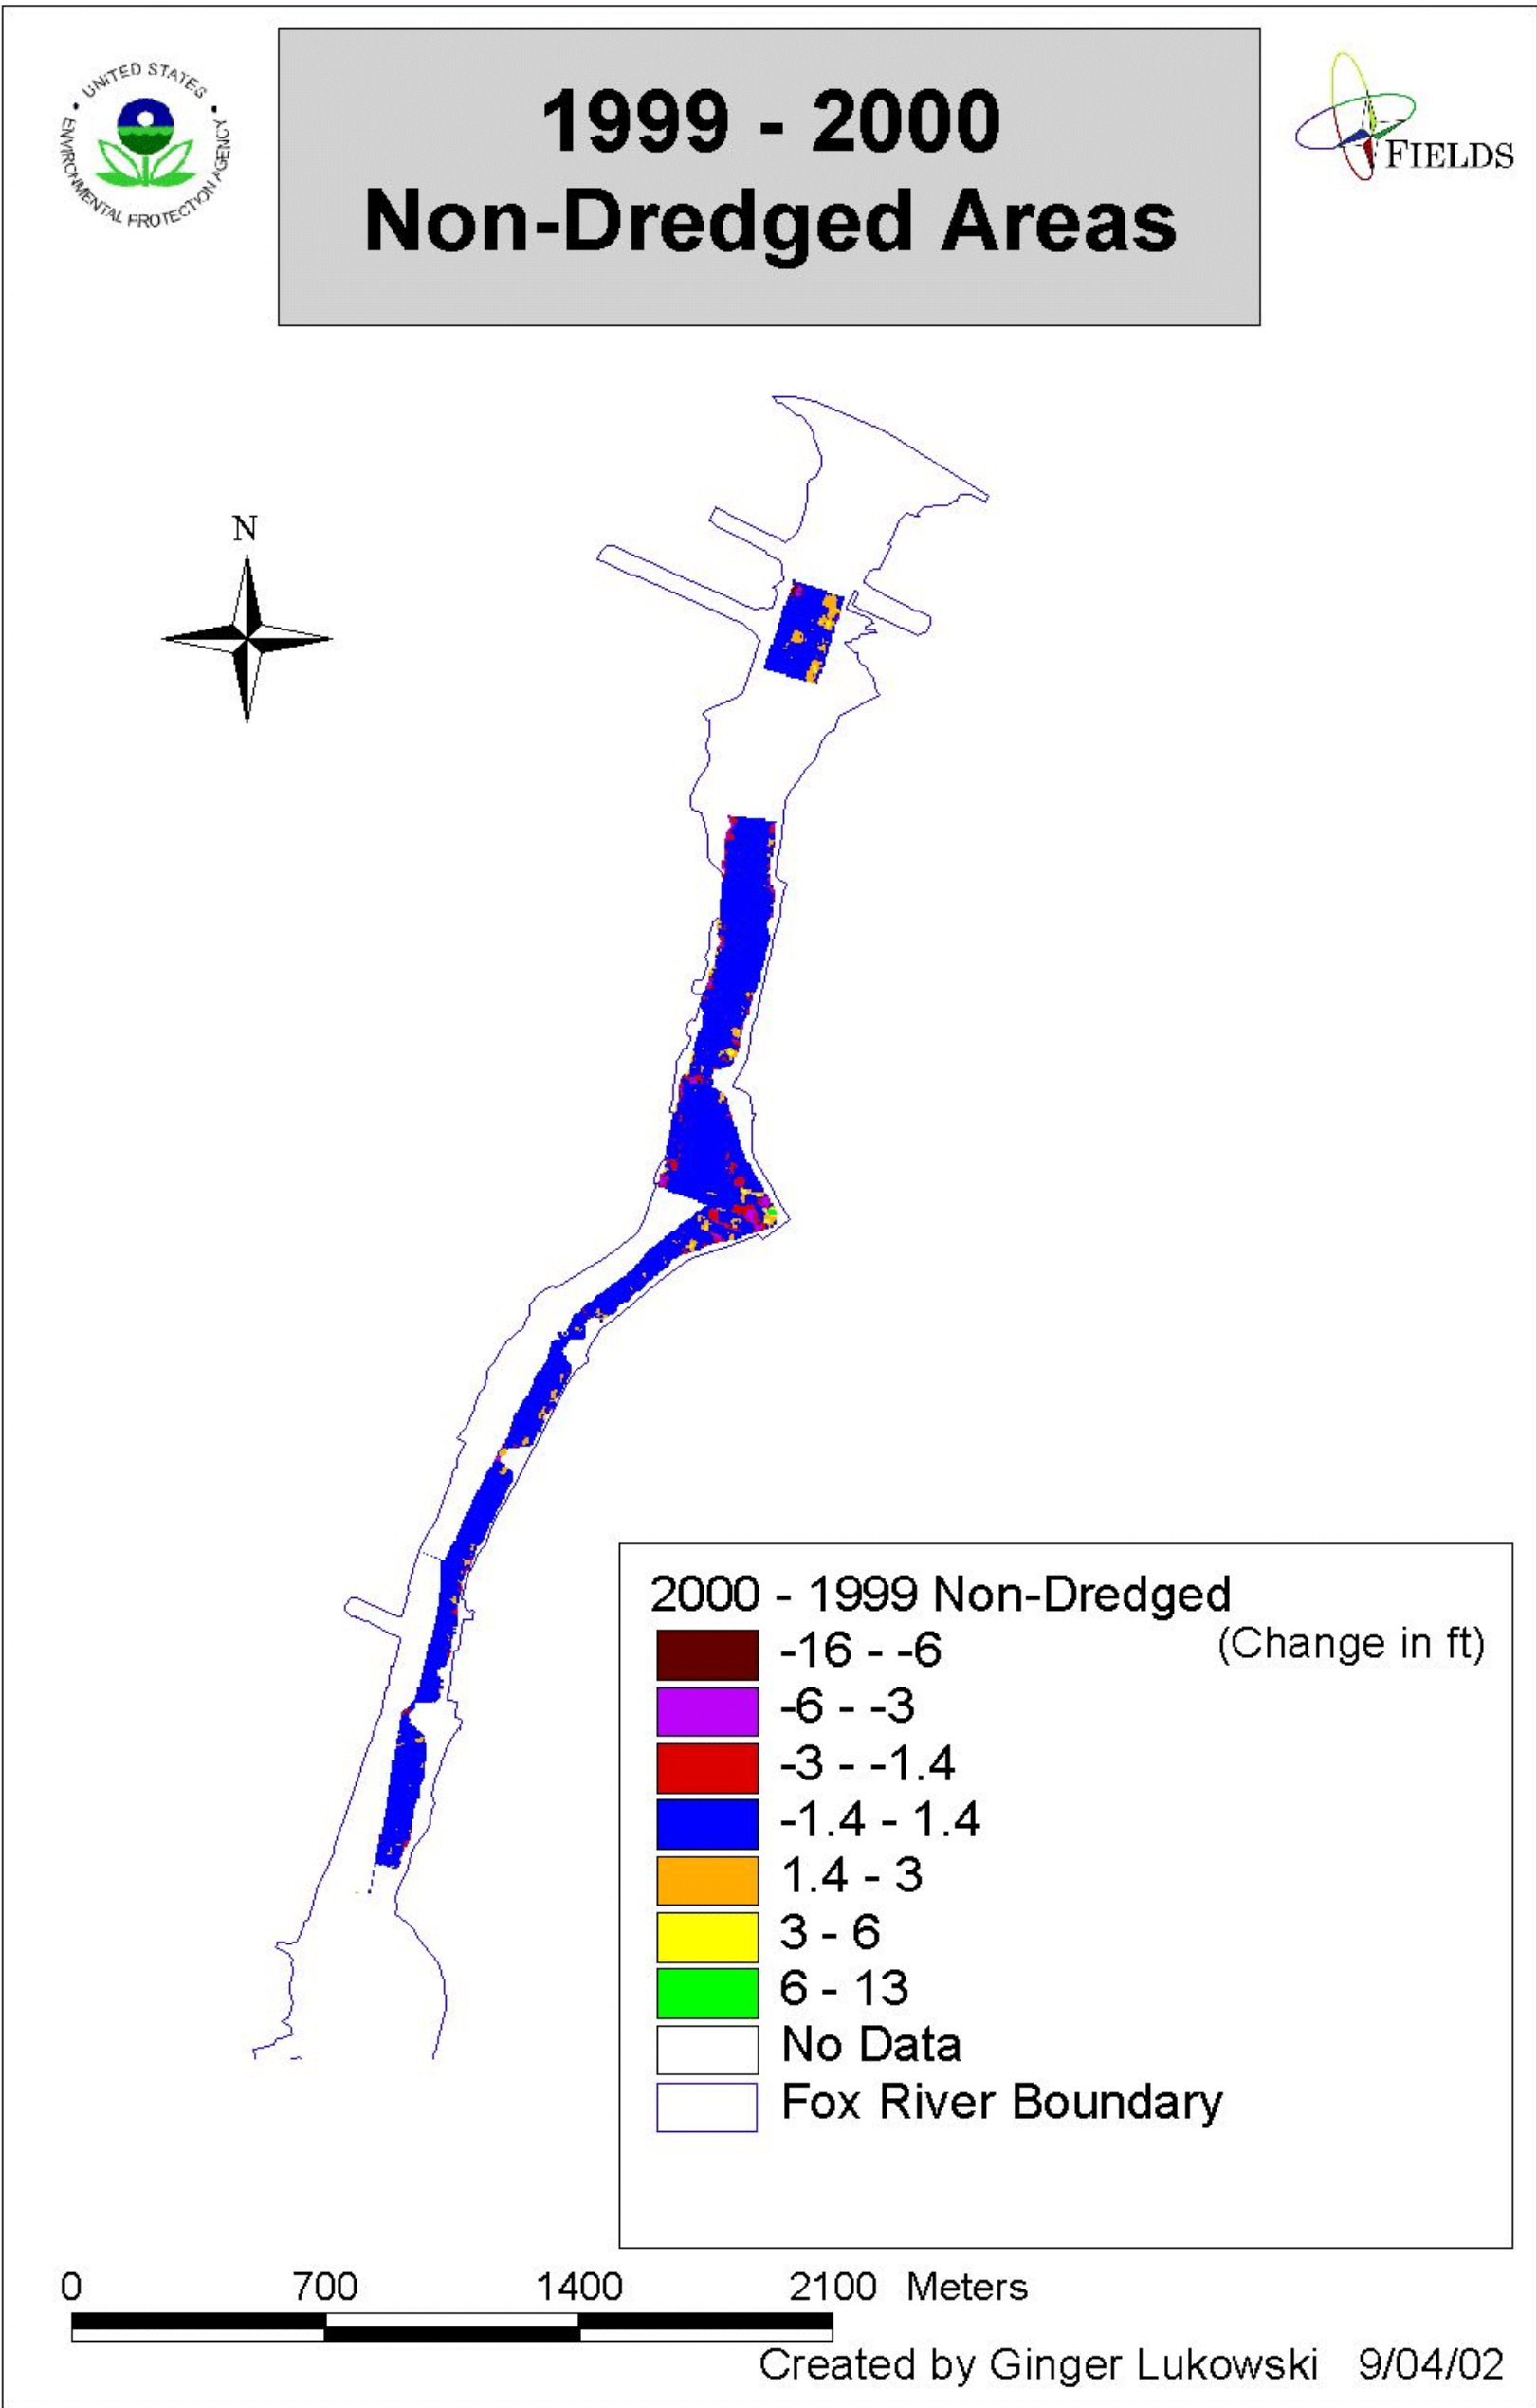 UNITED STATES
ENVIRONMENTAL PROTECTION AGENCY
1999 - 2000
Non-Dredged Areas
FIELDS
N
2000 - 1999 Non-Dredged
(Change in ft)
-16 - -6
-6 - -3
-3 - -1.4
-1.4 - 1.4
1.4 - 3
3 - 6
6 - 13
No Data
Fox River Boundary
0 700 1400 2100 Meters
Created by Ginger Lukowski 9/04/02